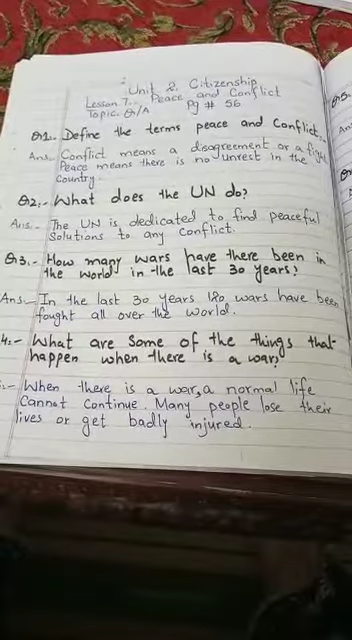 Unit 2. Citizenship
Lesson 7. Peace and Conflict
Topic. Q/A Pg # 56
Q1.- Define the terms peace and Conflict.
Ans. Conflict means a disagreement or a fight
Peace means there is no unrest in the
Country.
Q2.- What does the UN do?
Ans.- The UN is dedicated to find peaceful
solutions to any conflict.
Q3.- How many wars have there been in
the world in the last 30 years?
Ans.- In the last 30 years 120 wars have been
fought all over the world.
4.- What are some of the things that
happen when there is a war?
:- When there is a war, a normal life
Cannot Continue. Many people lose their
lives or get badly injured.
Q5.-
An